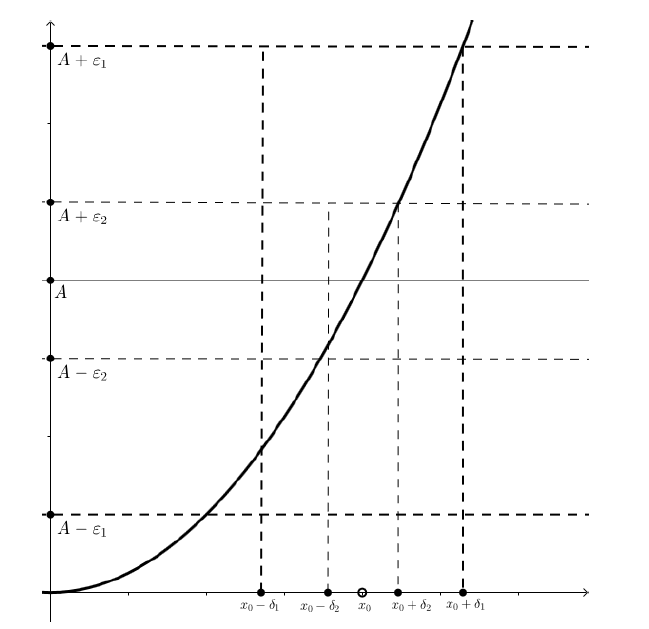 A + ε₁
A + ε₂
A
A − ε₂
A − ε₁
x₀ − δ₁ x₀ − δ₂ x₀ x₀ + δ₂ x₀ + δ₁